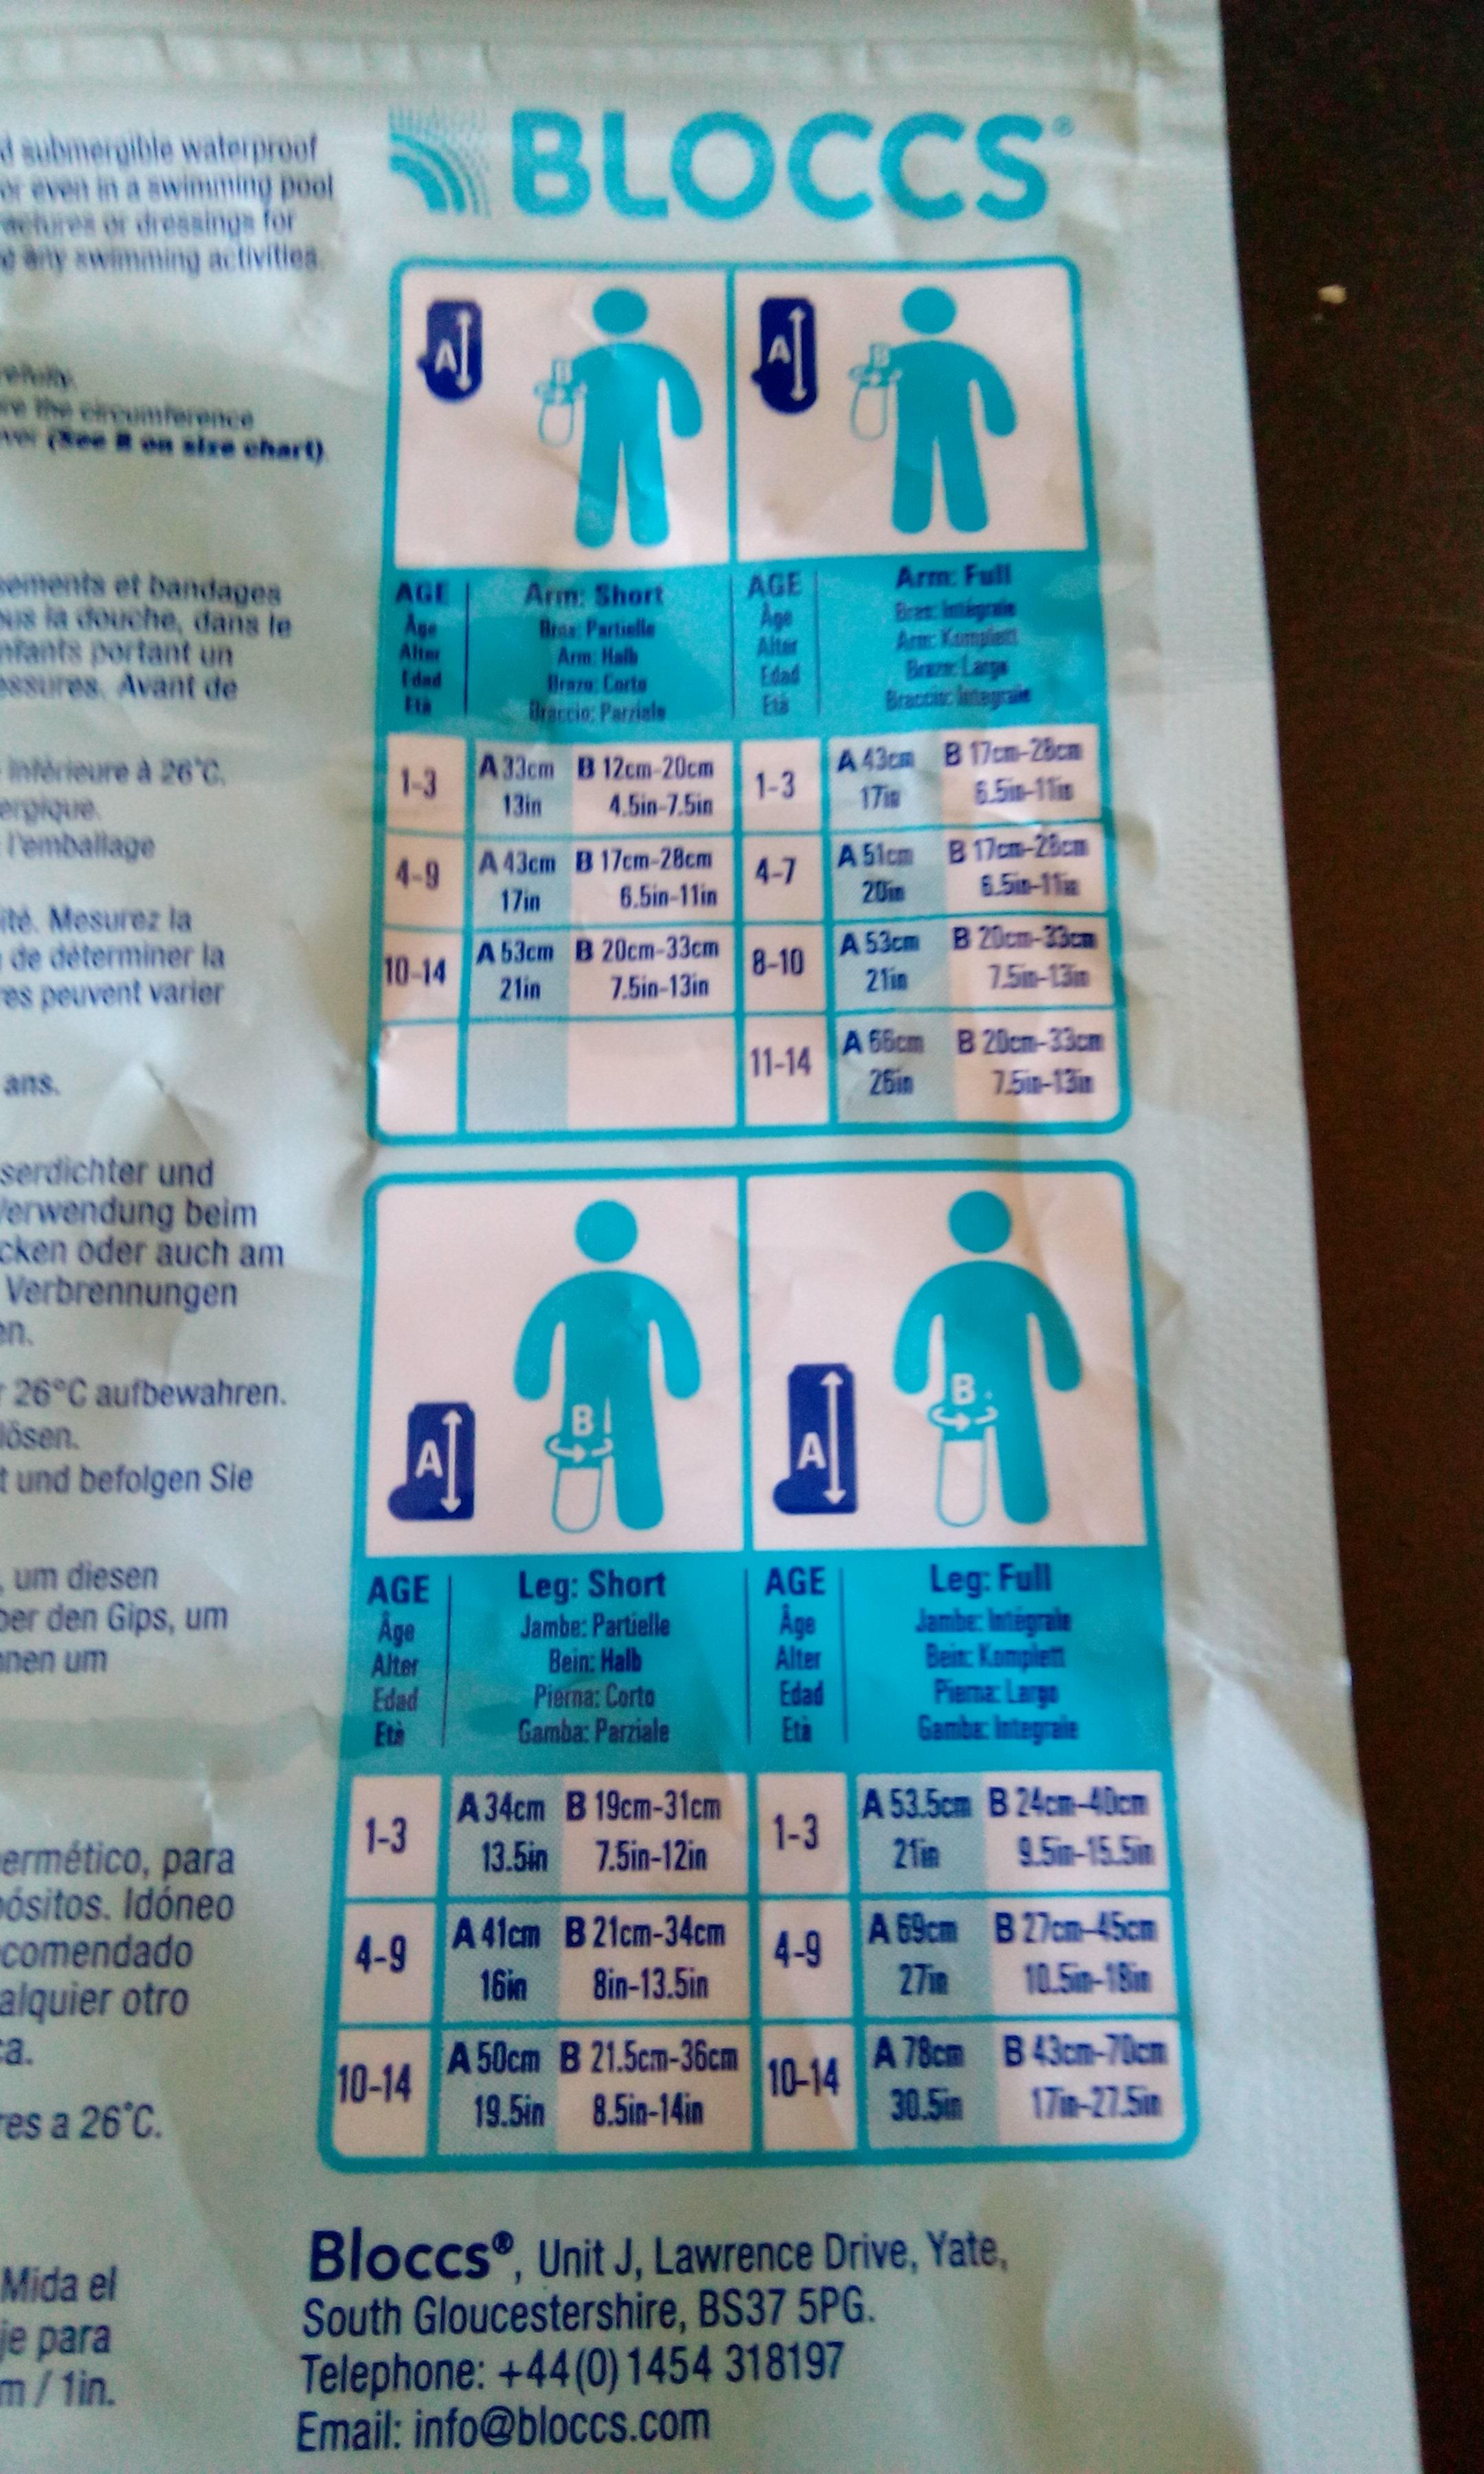 d submergible waterproof
or even in a swimming pool
actures or dressings for
e any swimming activities.
efully.
re the circumference
ver (See B on size chart)
sements et bandages
ous la douche, dans le
nfants portant un
essures. Avant de
inférieure à 26°C.
ergique.
l'emballage
ité. Mesurez la
de déterminer la
res peuvent varier
ans.
serdichter und
Verwendung beim
cken oder auch am
Verbrennungen
en.
r 26°C aufbewahren.
lösen.
t und befolgen Sie
, um diesen
ber den Gips, um
nnen um
ermético, para
pósitos. Idóneo
ecomendado
alquier otro
ca.
res a 26°C.
Mida el
je para
m / 1in.
BLOCCS®
A B A B
AGE Arm: Short AGE Arm: Full
Âge Bras: Partielle Âge Bras: Intégrale
Alter Arm: Halb Alter Arm: Komplett
Edad Brazo: Corto Edad Brazo: Largo
Età Braccio: Parziale Età Braccio: Integrale
1-3 A 33cm B 12cm-20cm 1-3 A 43cm B 17cm-28cm
13in 4.5in-7.5in 17in 6.5in-11in
4-9 A 43cm B 17cm-28cm 4-7 A 51cm B 17cm-28cm
17in 6.5in-11in 20in 6.5in-11in
10-14 A 53cm B 20cm-33cm 8-10 A 53cm B 20cm-33cm
21in 7.5in-13in 21in 7.5in-13in
11-14 A 66cm B 20cm-33cm
26in 7.5in-13in
A B A B
AGE Leg: Short AGE Leg: Full
Âge Jambe: Partielle Âge Jambe: Intégrale
Alter Bein: Halb Alter Bein: Komplett
Edad Pierna: Corto Edad Pierna: Largo
Età Gamba: Parziale Età Gamba: Integrale
1-3 A 34cm B 19cm-31cm 1-3 A 53.5cm B 24cm-40cm
13.5in 7.5in-12in 21in 9.5in-15.5in
4-9 A 41cm B 21cm-34cm 4-9 A 69cm B 27cm-45cm
16in 8in-13.5in 27in 10.5in-18in
10-14 A 50cm B 21.5cm-36cm 10-14 A 78cm B 43cm-70cm
19.5in 8.5in-14in 30.5in 17in-27.5in
Bloccs®, Unit J, Lawrence Drive, Yate,
South Gloucestershire, BS37 5PG.
Telephone: +44(0)1454 318197
Email: info@bloccs.com